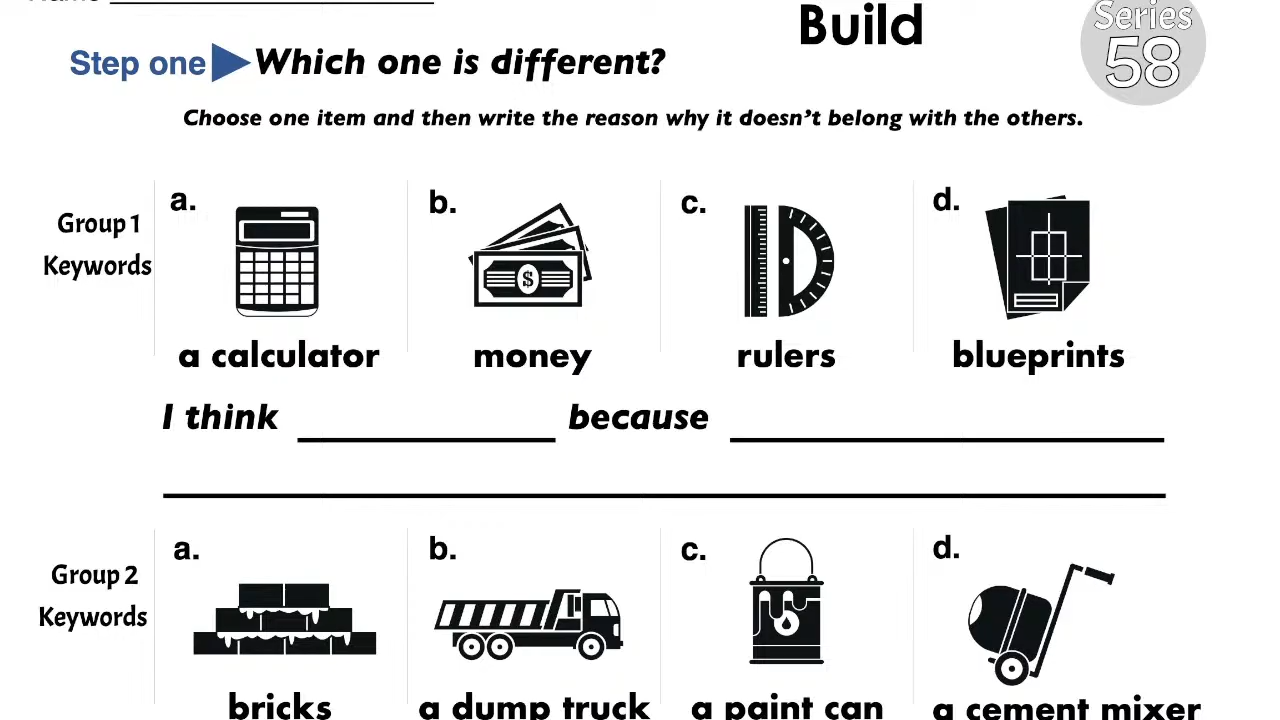 Build
Series
58
Step one Which one is different?
Choose one item and then write the reason why it doesn't belong with the others.
Group 1
Keywords
a.
b.
c.
d.
$
a calculator
money
rulers
blueprints
I think because
Group 2
Keywords
a.
b.
c.
d.
bricks
a dump truck
a paint can
a cement mixer